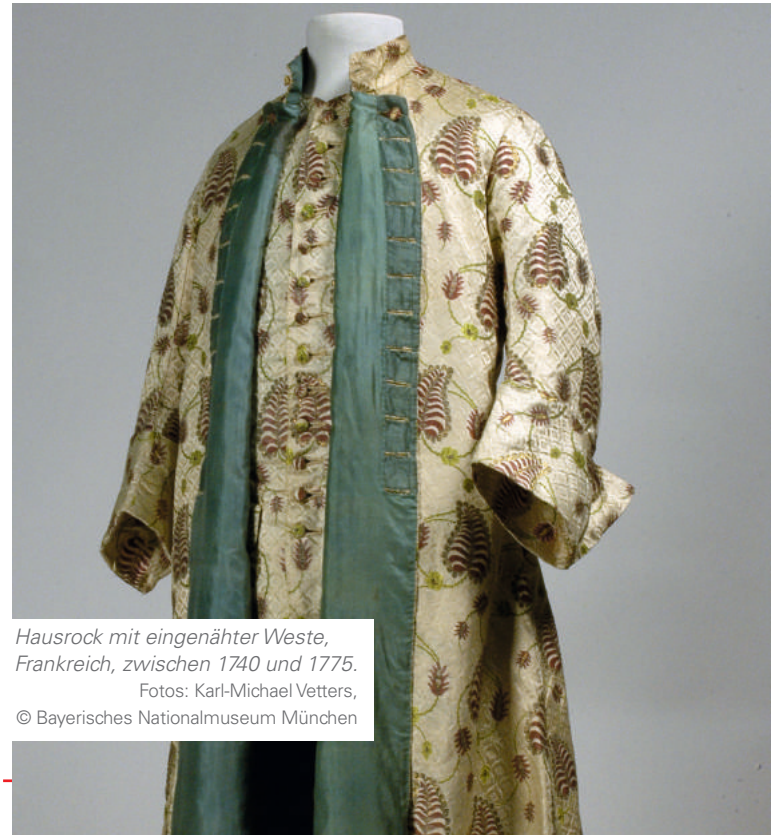 Hausrock mit eingenähter Weste,
Frankreich, zwischen 1740 und 1775.
Fotos: Karl-Michael Vetters,
© Bayerisches Nationalmuseum München